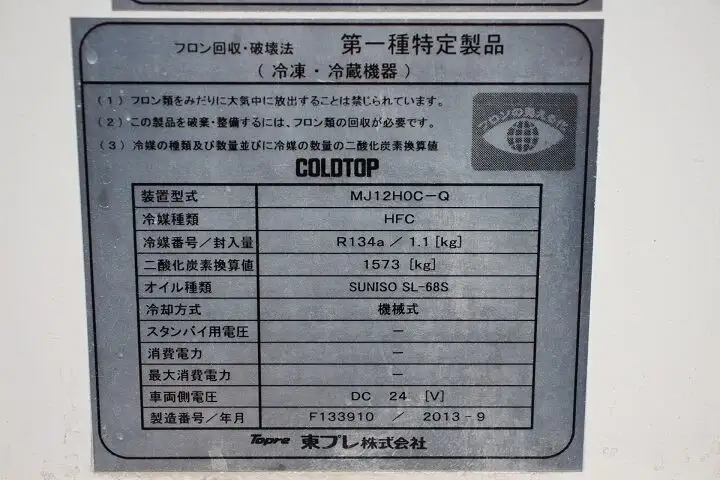 フロン回収・破壊法 第一種特定製品
(冷凍・冷蔵機器)
(1) フロン類をみだりに大気中に放出することは禁じられています。
(2) この製品を廃棄・整備するには、フロン類の回収が必要です。
(3) 冷媒の種類及び数量並びに冷媒の数量の二酸化炭素換算値
フロンの見える化
COLDTOP
装置型式 MJ12H0C-Q
冷媒種類 HFC
冷媒番号/封入量 R134a / 1.1 [kg]
二酸化炭素換算値 1573 [kg]
オイル種類 SUNISO SL-68S
冷却方式 機械式
スタンバイ用電圧 -
消費電力 -
最大消費電力 -
車両側電圧 DC 24 [V]
製造番号/年月 F133910 / 2013-9
Topre 東プレ株式会社